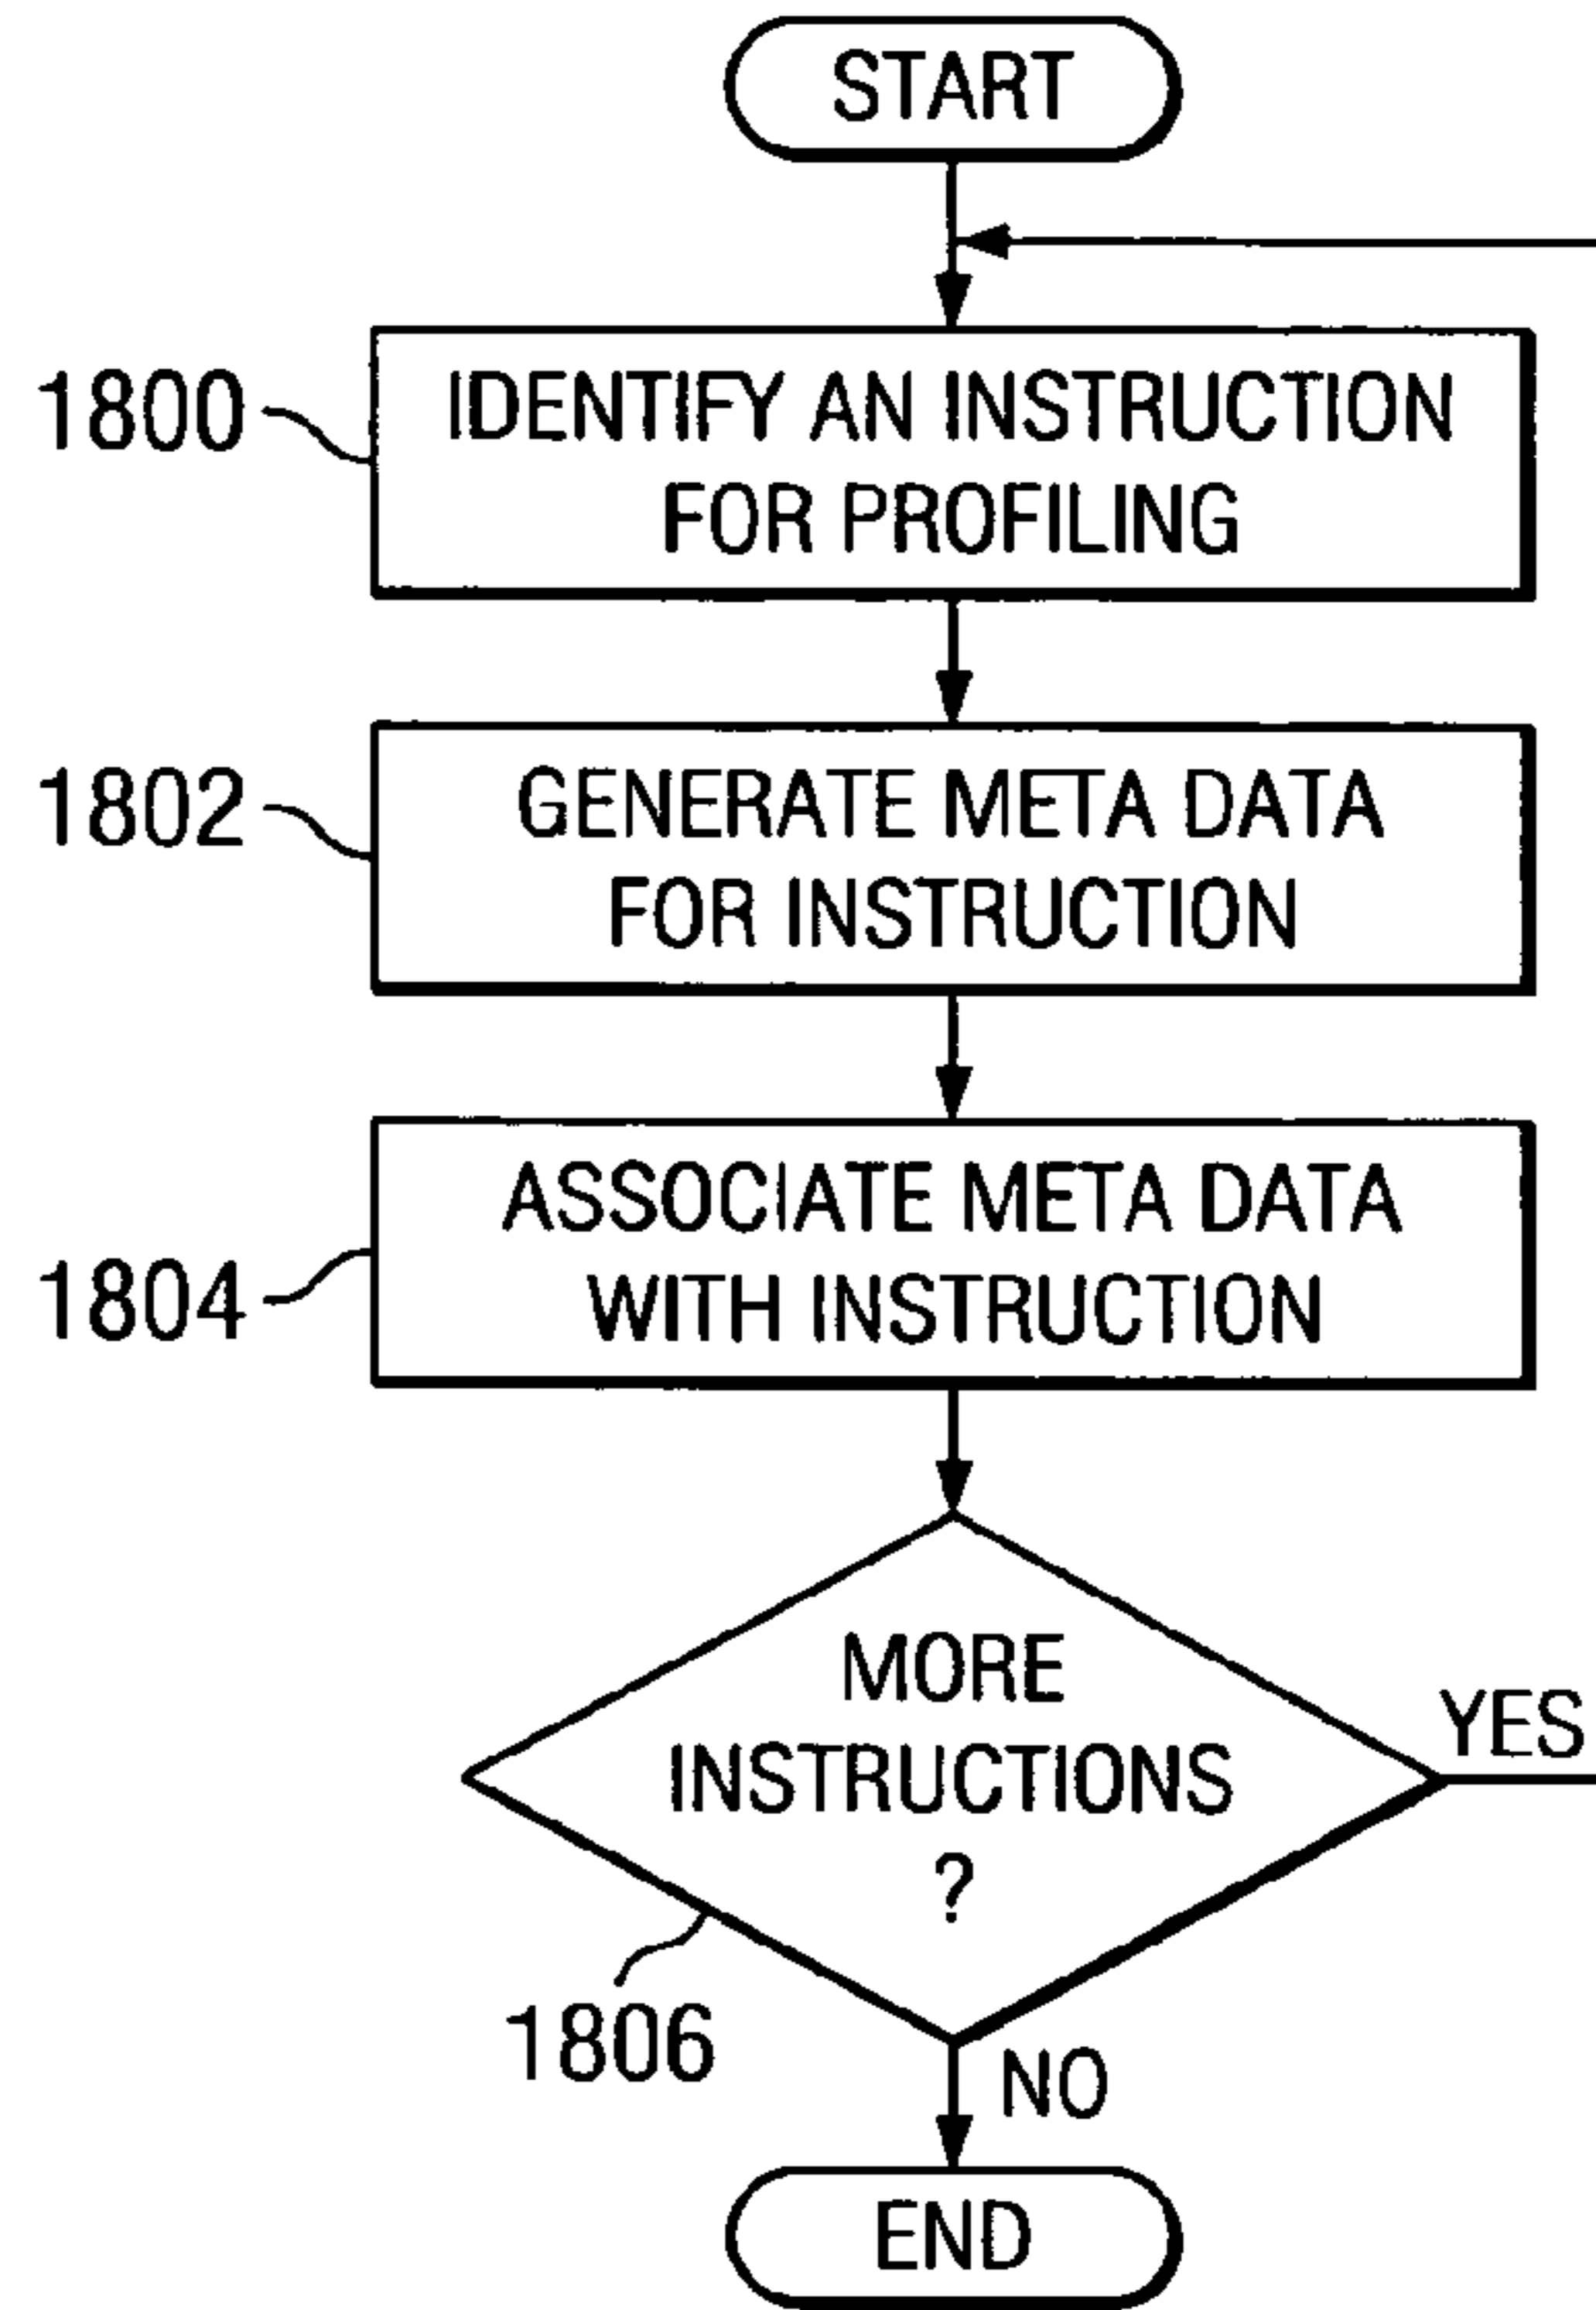 START
1800
IDENTIFY AN INSTRUCTION
FOR PROFILING
1802
GENERATE META DATA
FOR INSTRUCTION
1804
ASSOCIATE META DATA
WITH INSTRUCTION
MORE
INSTRUCTIONS
?
YES
1806
NO
END